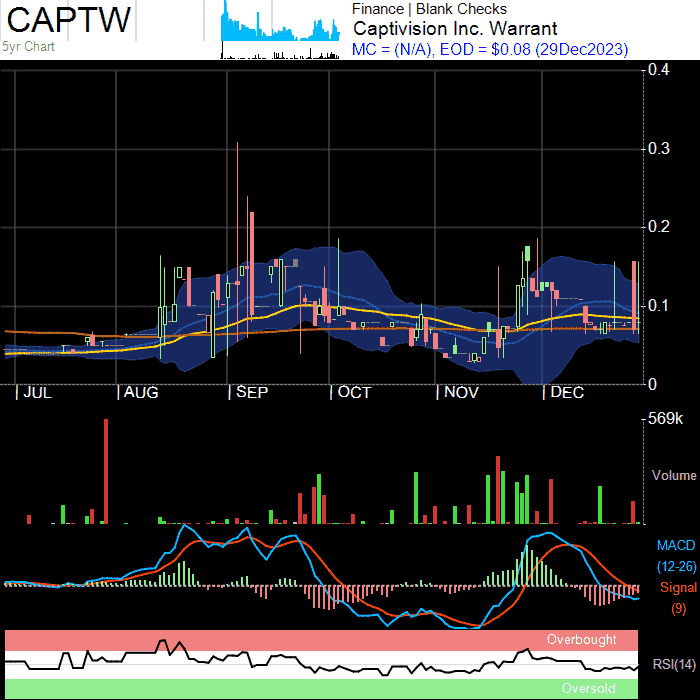 CAPTW
5yr Chart
Finance | Blank Checks
Captivision Inc. Warrant
MC = (N/A), EOD = $0.08 (29Dec2023)
0.4
0.3
0.2
0.1
0
JUL AUG SEP OCT NOV DEC
569k
Volume
MACD
(12-26)
Signal
(9)
Overbought
RSI(14)
Oversold